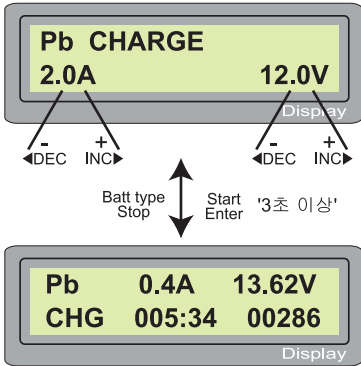 Pb CHARGE
2.0A 12.0V
Display
- + - +
◀DEC INC▶ ◀DEC INC▶
Batt type Start '3초 이상'
Stop Enter
Pb 0.4A 13.62V
CHG 005:34 00286
Display